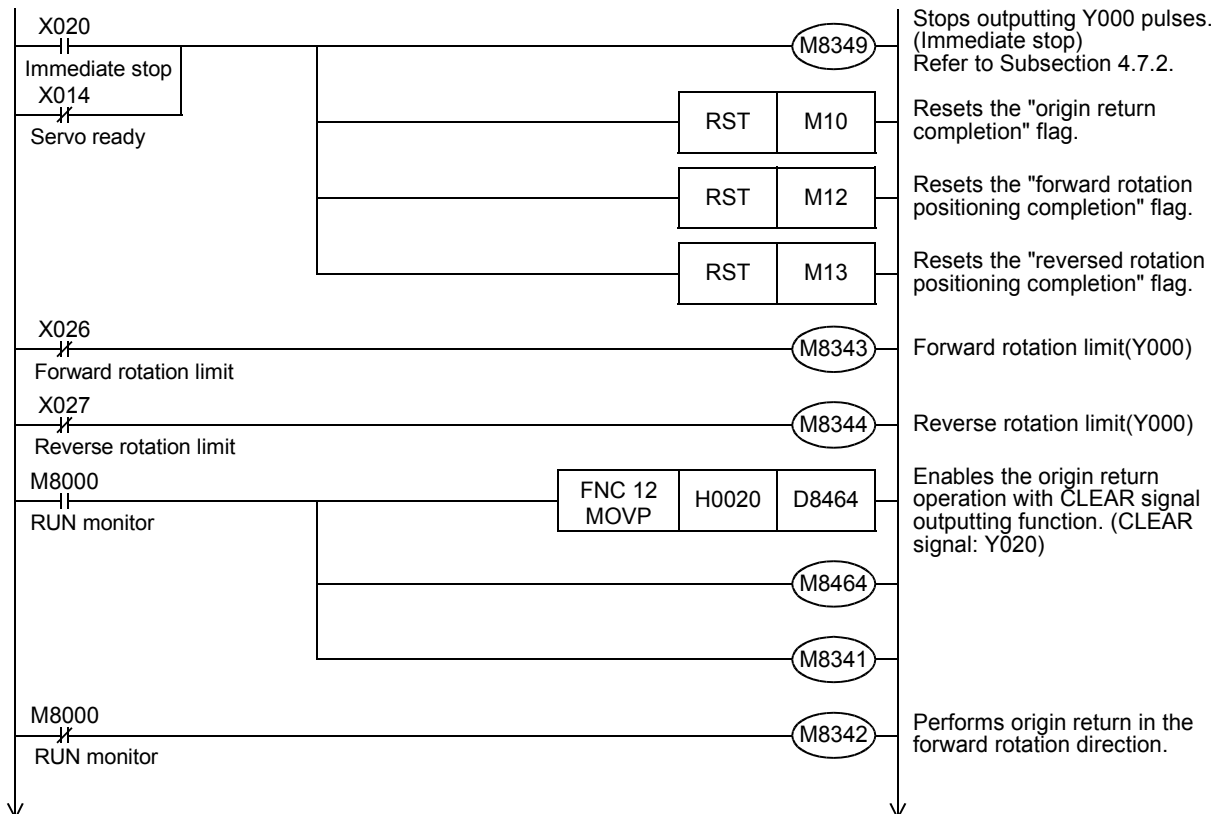 X020
Immediate stop
X014
Servo ready
M8349
Stops outputting Y000 pulses.
(Immediate stop)
Refer to Subsection 4.7.2.
RST M10
Resets the "origin return
completion" flag.
RST M12
Resets the "forward rotation
positioning completion" flag.
RST M13
Resets the "reversed rotation
positioning completion" flag.
X026
Forward rotation limit
M8343
Forward rotation limit(Y000)
X027
Reverse rotation limit
M8344
Reverse rotation limit(Y000)
M8000
RUN monitor
FNC 12
MOVP
H0020
D8464
Enables the origin return
operation with CLEAR signal
outputting function. (CLEAR
signal: Y020)
M8464
M8341
M8000
RUN monitor
M8342
Performs origin return in the
forward rotation direction.